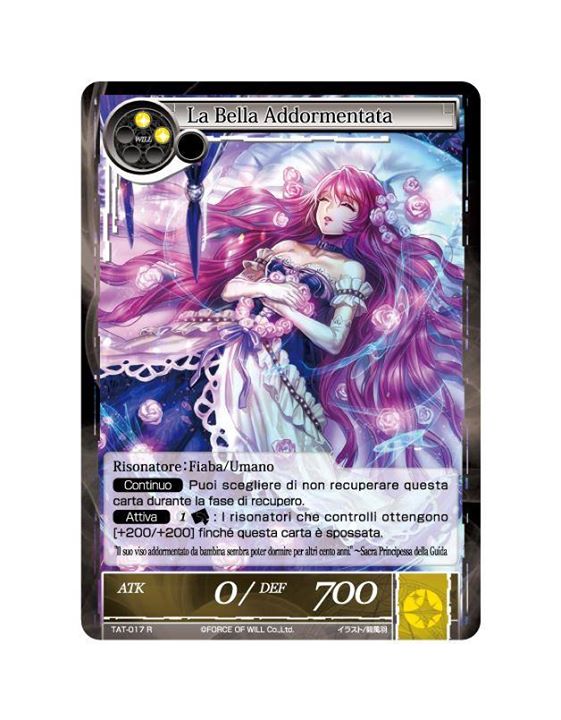 La Bella Addormentata
WILL
Risonatore:Fiaba/Umano
Continuo Puoi scegliere di non recuperare questa
carta durante la fase di recupero.
Attiva 1 : I risonatori che controlli ottengono
[+200/+200] finché questa carta è spossata.
"Il suo viso addormentato da bambina sembra poter dormire per altri cento anni." ~Sacra Principessa della Guida
ATK 0/ DEF 700
TAT-017 R ©FORCE OF WILL Co.,Ltd. イラスト/龍風羽